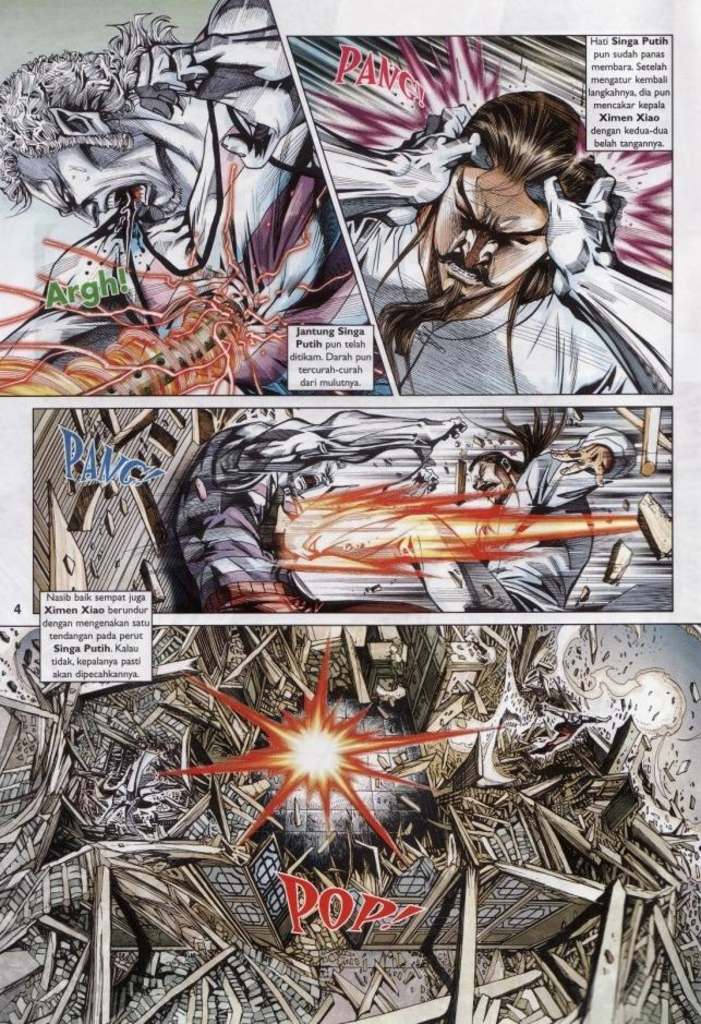 Argh!
Jantung Singa
Putih pun telah
ditikam. Darah pun
tercurah-curah
dari mulutnya.
PANG!!
Hati Singa Putih
pun sudah panas
membara. Setelah
mengatur kembali
langkahnya, dia pun
mencakar kepala
Ximen Xiao
dengan kedua-dua
belah tangannya.
PANG!!
4
Nasib baik sempat juga
Ximen Xiao berundur
dengan mengenakan satu
tendangan pada perut
Singa Putih. Kalau
tidak, kepalanya pasti
akan dipecahkannya.
POP!!